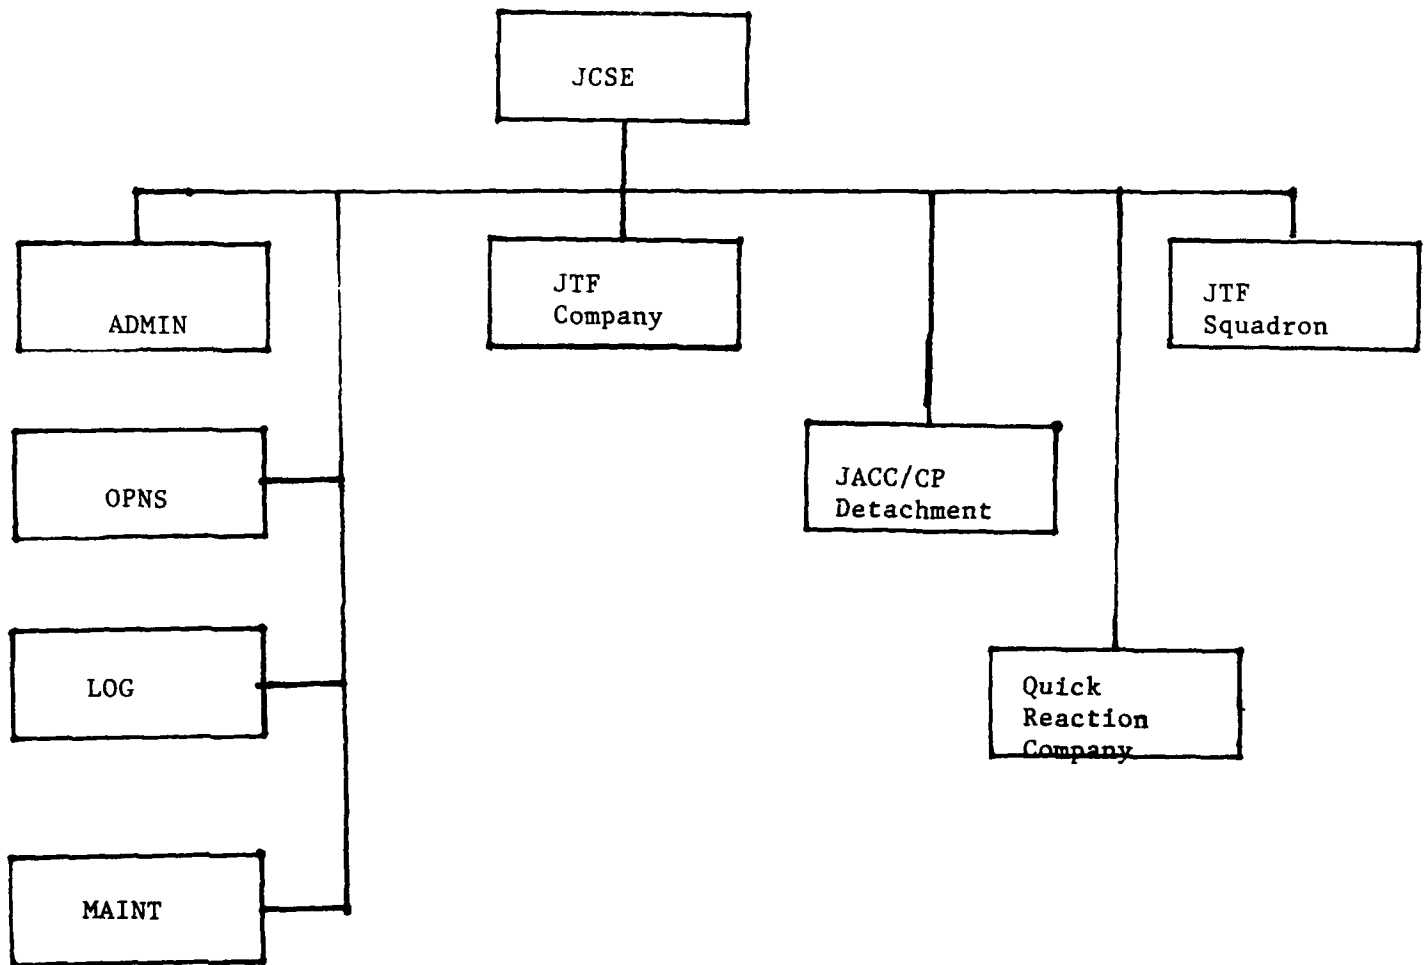 JCSE
ADMIN
JTF
Company
JTF
Squadron
OPNS
JACC/CP
Detachment
LOG
Quick
Reaction
Company
MAINT